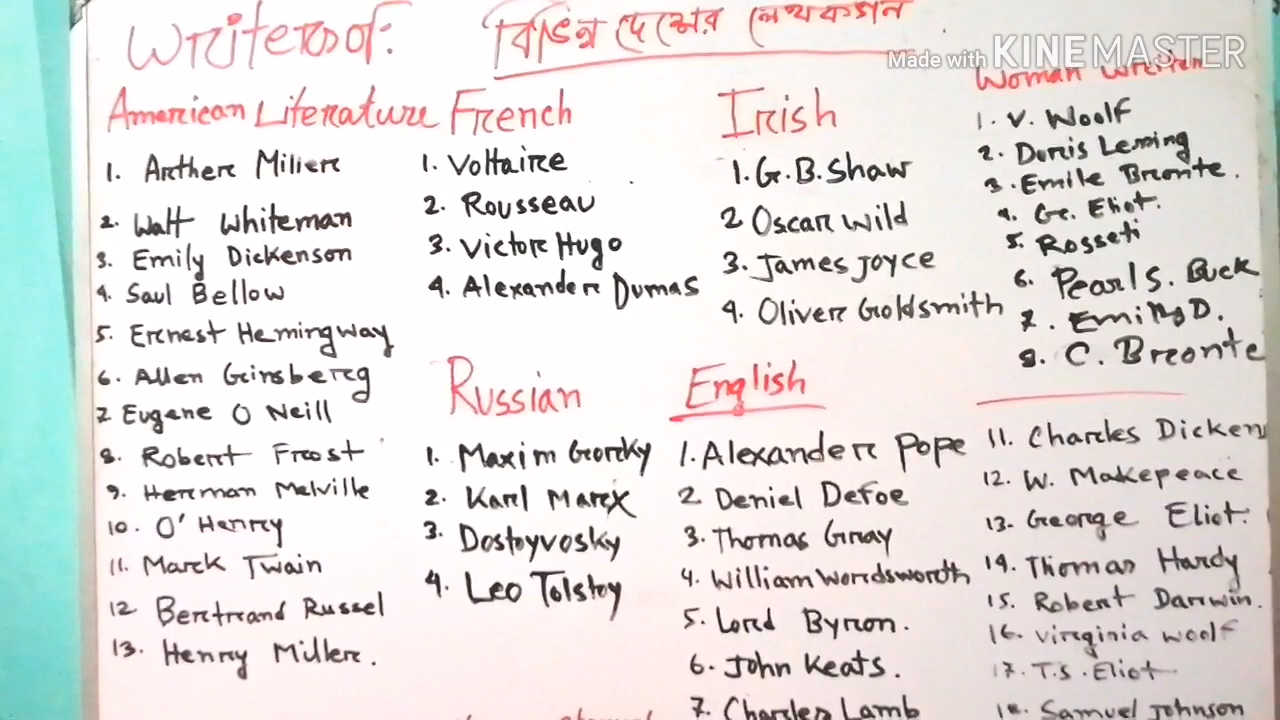 Writer of:
বিভিন্ন দেশের লেখকগন
Made with KINEMASTER
American Literature
1. Arther Miller
2. Walt Whiteman
3. Emily Dickenson
4. Saul Bellow
5. Ernest Hemingway
6. Allen Geinsberg
7 Eugene O Neill
8. Robert Frost
9. Herman Melville
10. O'Henry
11. Mark Twain
12 Bertrand Russel
13. Henry Miller.
French
1. Voltaire
2. Rousseau
3. Victor Hugo
4. Alexander Dumas
Irish
1. G.B.Shaw
2 Oscar Wild
3. James Joyce
4. Oliver Goldsmith
Woman Writer
1. V. Woolf
2. Doris Lessing
3. Emile Bronte.
4. Ge. Eliot.
5. Rosseti
6. Pearl S. Buck
7. Emily D.
8. C. Bronte
Russian
1. Maxim Gorky
2. Karl Marx
3. Dostoyvosky
4. Leo Tolstoy
English
1. Alexander Pope
2 Deniel Defoe
3. Thomas Gray
4. William Wordsworth
5. Lord Byron.
6. John Keats.
7. Charles Lamb
11. Charles Dicken
12. W. Makepeace
13. George Eliot.
14. Thomas Hardy
15. Robert Darwin.
16. Virginia Woolf
17. T.S. Eliot
18. Samuel Johnson